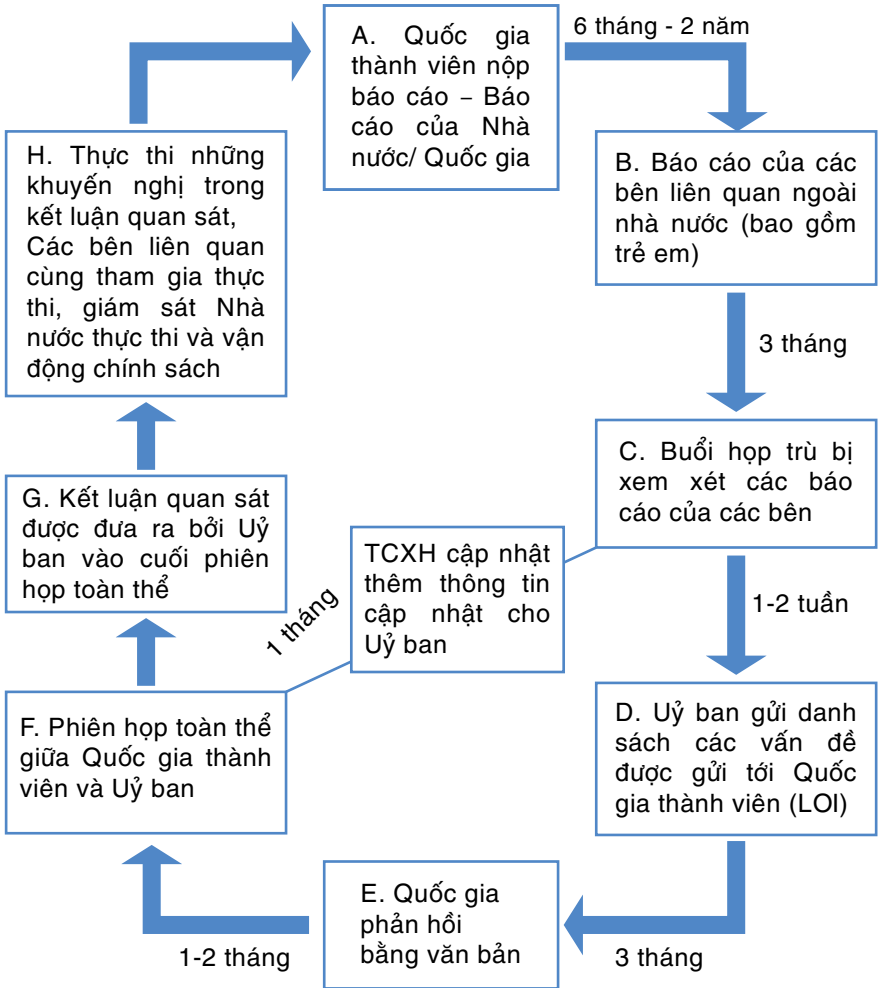 A. Quốc gia
thành viên nộp
báo cáo – Báo
cáo của Nhà
nước/ Quốc gia
6 tháng - 2 năm
B. Báo cáo của các
bên liên quan ngoài
nhà nước (bao gồm
trẻ em)
3 tháng
C. Buổi họp trù bị
xem xét các báo
cáo của các bên
1-2 tuần
D. Uỷ ban gửi danh
sách các vấn đề
được gửi tới Quốc
gia thành viên (LOI)
3 tháng
E. Quốc gia
phản hồi
bằng văn bản
1-2 tháng
F. Phiên họp toàn thể
giữa Quốc gia thành
viên và Uỷ ban
1 tháng
TCXH cập nhật
thêm thông tin
cập nhật cho
Uỷ ban
G. Kết luận quan sát
được đưa ra bởi Uỷ
ban vào cuối phiên
họp toàn thể
H. Thực thi những
khuyến nghị trong
kết luận quan sát,
Các bên liên quan
cùng tham gia thực
thi, giám sát Nhà
nước thực thi và vận
động chính sách